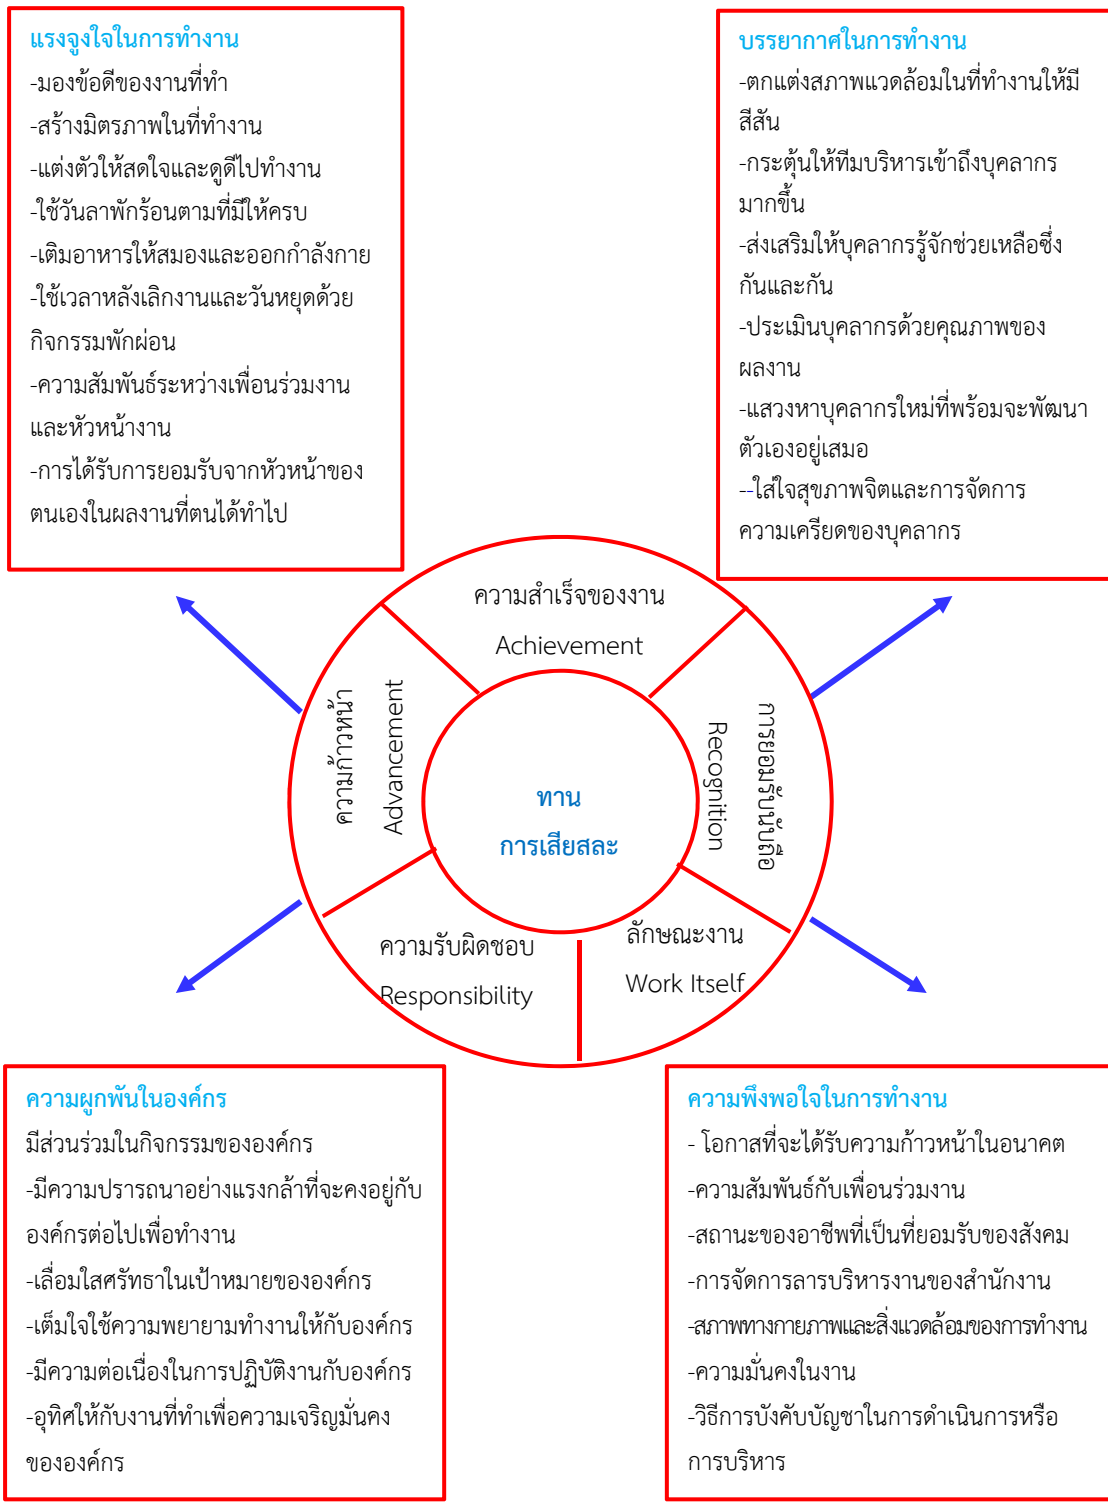 แรงจูงใจในการทำงาน
-มองข้อดีของงานที่ทำ
-สร้างมิตรภาพในที่ทำงาน
-แต่งตัวให้สดใจและดูดีไปทำงาน
-ใช้วันลาพักร้อนตามที่มีให้ครบ
-เติมอาหารให้สมองและออกกำลังกาย
-ใช้เวลาหลังเลิกงานและวันหยุดด้วย
กิจกรรมพักผ่อน
-ความสัมพันธ์ระหว่างเพื่อนร่วมงาน
และหัวหน้างาน
-การได้รับการยอมรับจากหัวหน้าของ
ตนเองในผลงานที่ตนได้ทำไป
บรรยากาศในการทำงาน
-ตกแต่งสภาพแวดล้อมในที่ทำงานให้มี
สีสัน
-กระตุ้นให้ทีมบริหารเข้าถึงบุคลากร
มากขึ้น
-ส่งเสริมให้บุคลากรรู้จักช่วยเหลือซึ่ง
กันและกัน
-ประเมินบุคลากรด้วยคุณภาพของ
ผลงาน
-แสวงหาบุคลากรใหม่ที่พร้อมจะพัฒนา
ตัวเองอยู่เสมอ
--ใส่ใจสุขภาพจิตและการจัดการ
ความเครียดของบุคลากร
ความสำเร็จของงาน
Achievement
ความก้าวหน้า
Advancement
การยอมรับนับถือ
Recognition
ทาน
การเสียสละ
ความรับผิดชอบ
Responsibility
ลักษณะงาน
Work Itself
ความผูกพันในองค์กร
มีส่วนร่วมในกิจกรรมขององค์กร
-มีความปรารถนาอย่างแรงกล้าที่จะคงอยู่กับ
องค์กรต่อไปเพื่อทำงาน
-เลื่อมใสศรัทธาในเป้าหมายขององค์กร
-เต็มใจใช้ความพยายามทำงานให้กับองค์กร
-มีความต่อเนื่องในการปฏิบัติงานกับองค์กร
-อุทิศให้กับงานที่ทำเพื่อความเจริญมั่นคง
ขององค์กร
ความพึงพอใจในการทำงาน
- โอกาสที่จะได้รับความก้าวหน้าในอนาคต
-ความสัมพันธ์กับเพื่อนร่วมงาน
-สถานะของอาชีพที่เป็นที่ยอมรับของสังคม
-การจัดการลารบริหารงานของสำนักงาน
-สภาพทางกายภาพและสิ่งแวดล้อมของการทำงาน
-ความมั่นคงในงาน
-วิธีการบังคับบัญชาในการดำเนินการหรือ
การบริหาร